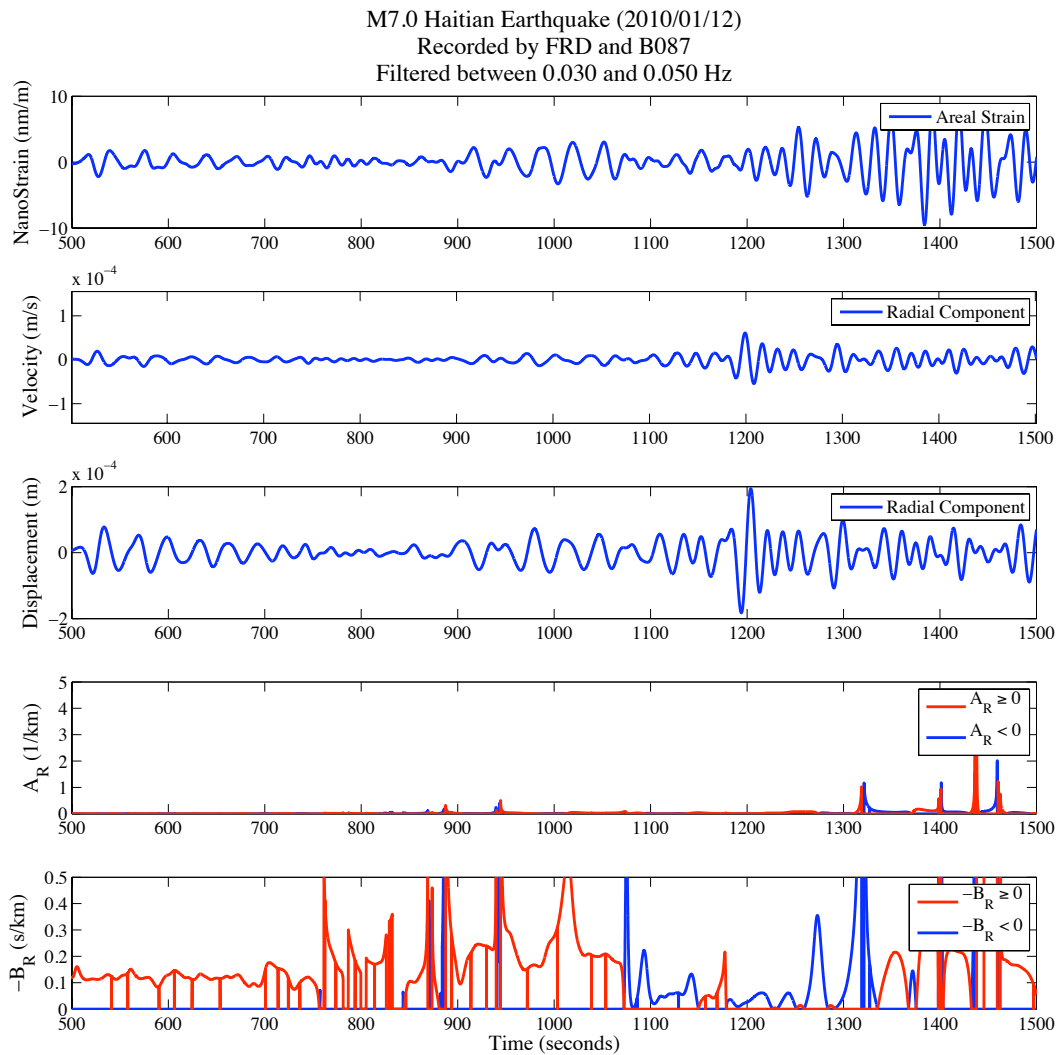 M7.0 Haitian Earthquake (2010/01/12)
Recorded by FRD and B087
Filtered between 0.030 and 0.050 Hz
NanoStrain (nm/m)
10
0
−10
Areal Strain
500 600 700 800 900 1000 1100 1200 1300 1400 1500
x 10⁻⁴
Velocity (m/s)
1
0
−1
Radial Component
600 700 800 900 1000 1100 1200 1300 1400 1500
x 10⁻⁴
Displacement (m)
2
0
−2
Radial Component
500 600 700 800 900 1000 1100 1200 1300 1400 1500
A_R (1/km)
5
4
3
2
1
0
A_R ≥ 0
A_R < 0
500 600 700 800 900 1000 1100 1200 1300 1400 1500
−B_R (s/km)
0.5
0.4
0.3
0.2
0.1
0
−B_R ≥ 0
−B_R < 0
500 600 700 800 900 1000 1100 1200 1300 1400 1500
Time (seconds)